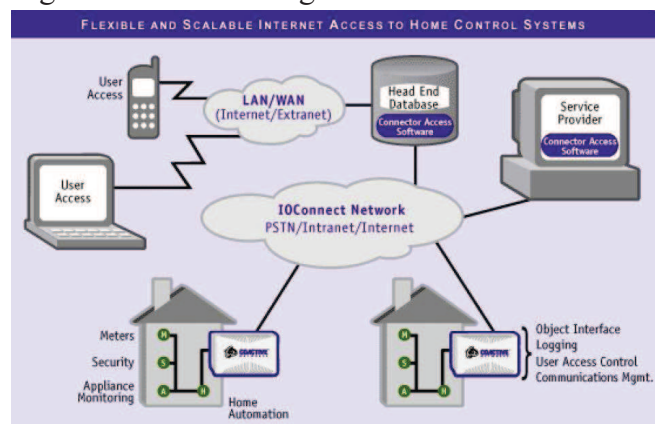 FLEXIBLE AND SCALABLE INTERNET ACCESS TO HOME CONTROL SYSTEMS
User
Access
LAN/WAN
(Internet/Extranet)
Head End
Database
Connector Access
Software
Service
Provider
Connector Access
Software
User
Access
IOConnect Network
PSTN/Intranet/Internet
Meters
Security
Appliance
Monitoring
M
S
A
H
COACTIVE
Home
Automation
M
S
A
H
COACTIVE
Object Interface
Logging
User Access Control
Communications Mgmt.